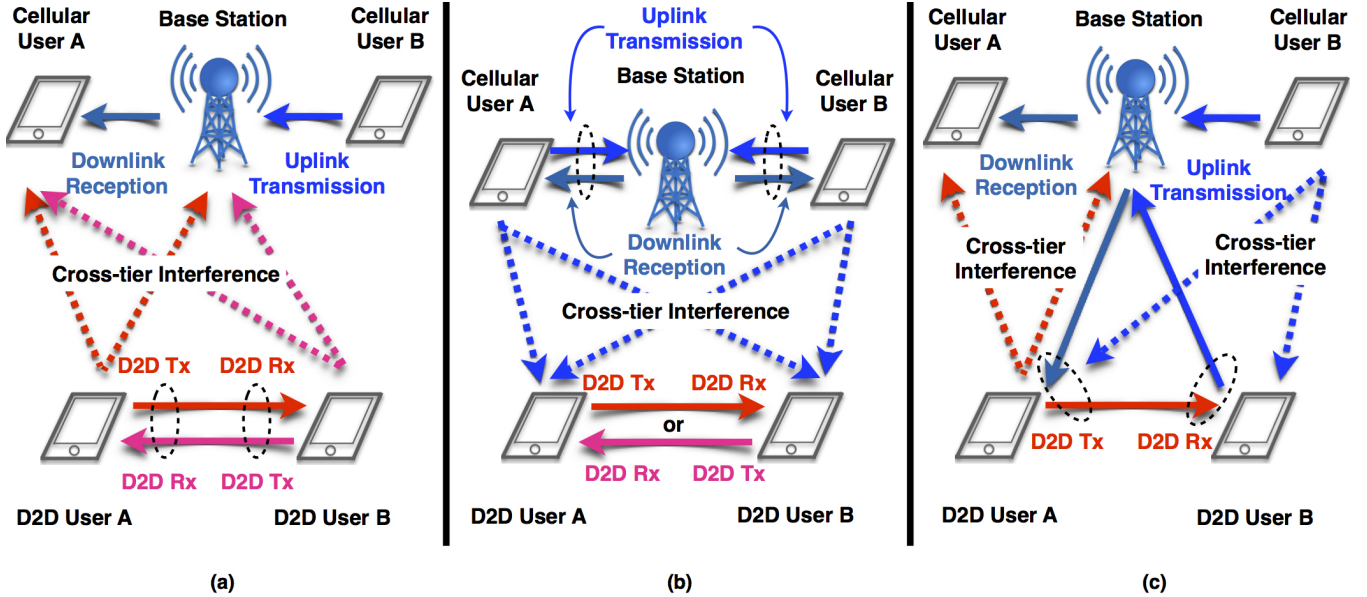 Cellular
User A
Base Station
Cellular
User B
Downlink
Reception
Uplink
Transmission
Cross-tier Interference
D2D Tx
D2D Rx
D2D Rx
D2D Tx
D2D User A
D2D User B
(a)
Uplink
Transmission
Cellular
User A
Base Station
Cellular
User B
Downlink
Reception
Cross-tier Interference
D2D Tx
D2D Rx
or
D2D Rx
D2D Tx
D2D User A
D2D User B
(b)
Cellular
User A
Base Station
Cellular
User B
Downlink
Reception
Uplink
Transmission
Cross-tier
Interference
Cross-tier
Interference
D2D Tx
D2D Rx
D2D User A
D2D User B
(c)